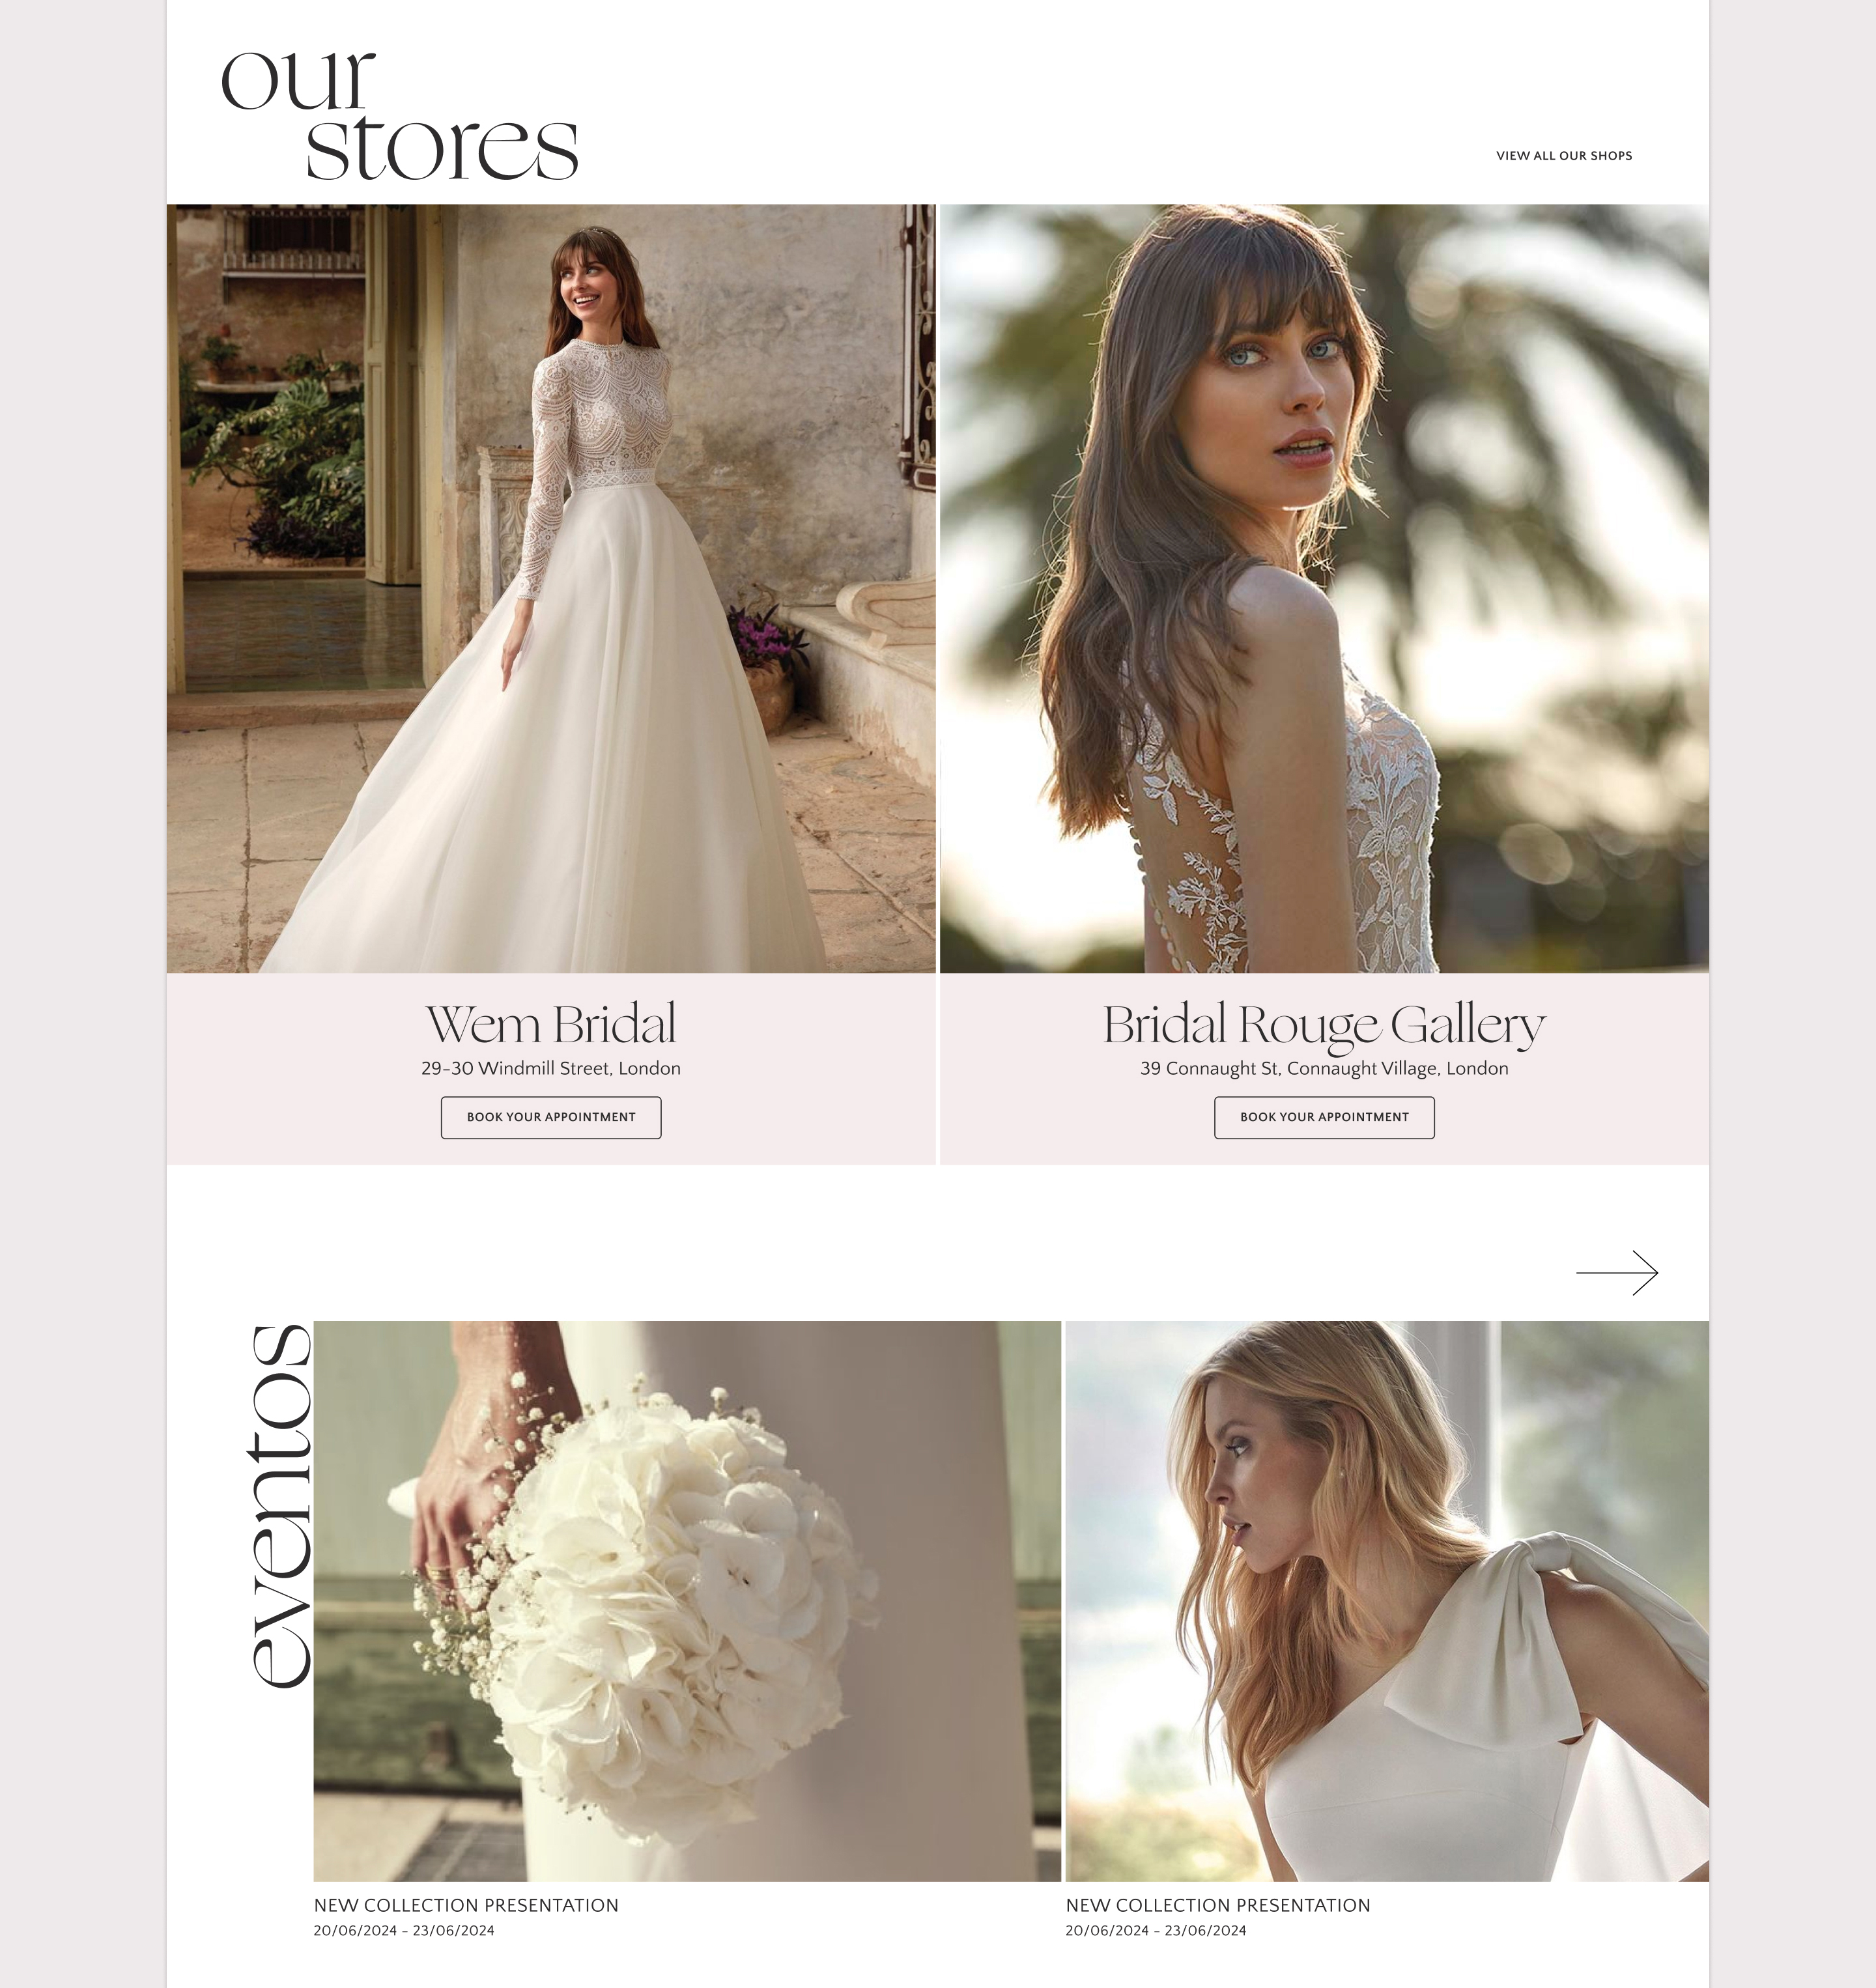 our
stores
VIEW ALL OUR SHOPS
Wem Bridal
29-30 Windmill Street, London
BOOK YOUR APPOINTMENT
Bridal Rouge Gallery
39 Connaught St, Connaught Village, London
BOOK YOUR APPOINTMENT
eventos
NEW COLLECTION PRESENTATION
20/06/2024 - 23/06/2024
NEW COLLECTION PRESENTATION
20/06/2024 - 23/06/2024